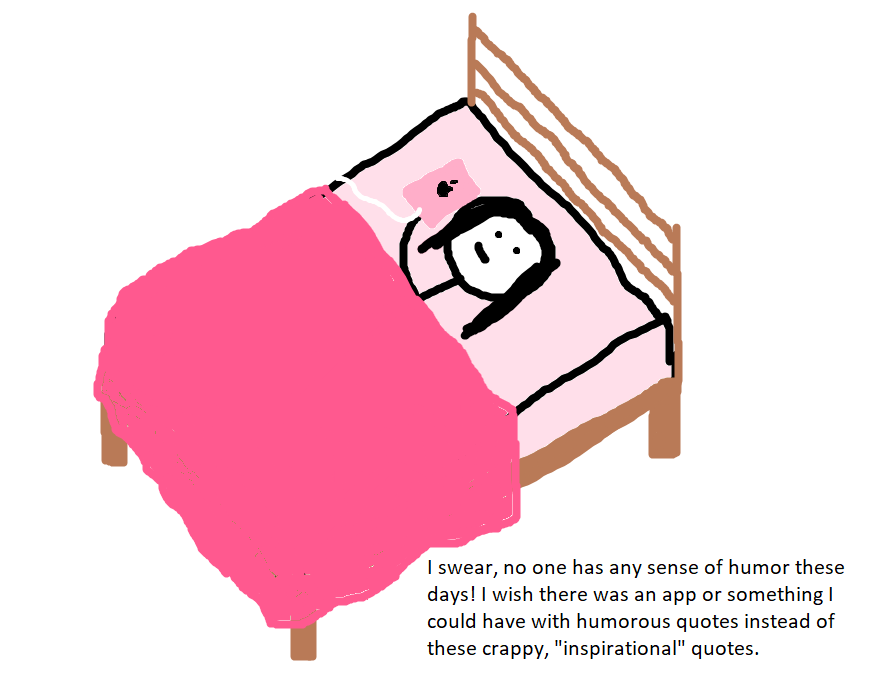 I swear, no one has any sense of humor these
days! I wish there was an app or something I
could have with humorous quotes instead of
these crappy, "inspirational" quotes.